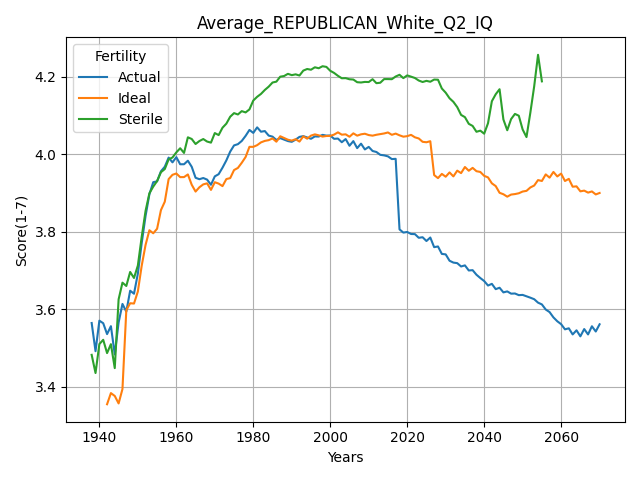 Average_REPUBLICAN_White_Q2_IQ
Fertility
Actual
Ideal
Sterile
Score(1-7)
4.2
4.0
3.8
3.6
3.4
1940 1960 1980 2000 2020 2040 2060
Years